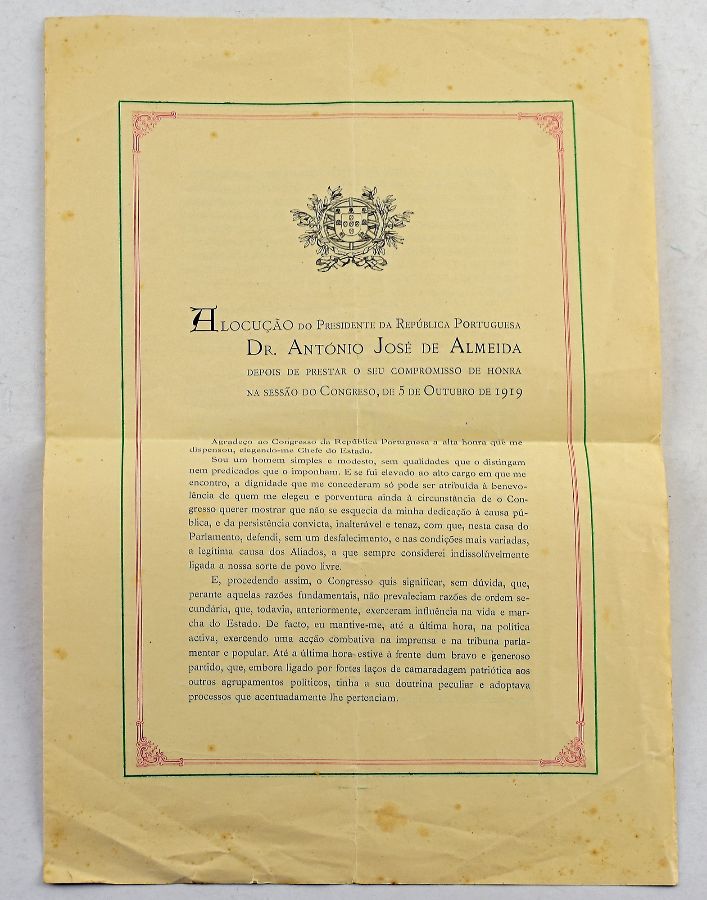 ALOCUÇÃO DO PRESIDENTE DA REPÚBLICA PORTUGUESA
DR. ANTÓNIO JOSÉ DE ALMEIDA
DEPOIS DE PRESTAR O SEU COMPROMISSO DE HONRA
NA SESSÃO DO CONGRESO, DE 5 DE OUTUBRO DE 1919
Agradeço ao Congresso da República Portuguesa a alta honra que me
dispensou, elegendo-me Chefe do Estado.
Sou um homem simples e modesto, sem qualidades que o distingam
nem predicados que o imponham. E se fui elevado ao alto cargo em que me
encontro, a dignidade que me concederam só pode ser atribuída à benevo-
lência de quem me elegeu e porventura ainda à circunstância de o Con-
gresso querer mostrar que não se esquecia da minha dedicação à causa pú-
blica, e da persistência convicta, inalterável e tenaz, com que, nesta casa do
Parlamento, defendi, sem um desfalecimento, e nas condições mais variadas,
a legítima causa dos Aliados, a que sempre considerei indissolúvelmente
ligada a nossa sorte de povo livre.
E, procedendo assim, o Congresso quis significar, sem dúvida, que,
perante aquelas razões fundamentais, não prevaleciam razões de ordem se-
cundária, que, todavia, anteriormente, exerceram influência na vida e mar-
cha do Estado. De facto, eu mantive-me, até a última hora, na política
activa, exercendo uma acção combativa na imprensa e na tribuna parla-
mentar e popular. Até a última hora estive à frente dum bravo e generoso
partido, que, embora ligado por fortes laços de camaradagem patriótica aos
outros agrupamentos políticos, tinha a sua doutrina peculiar e adoptava
processos que acentuadamente lhe pertenciam.